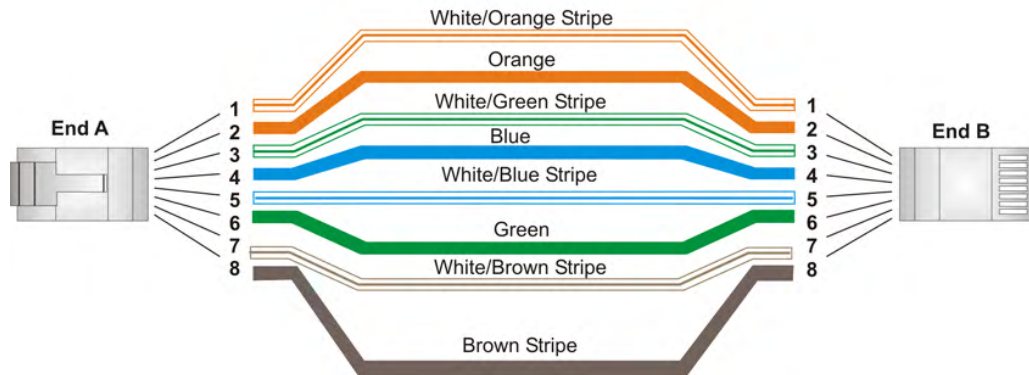 White/Orange Stripe
Orange
White/Green Stripe
Blue
White/Blue Stripe
Green
White/Brown Stripe
Brown Stripe
End A
1
2
3
4
5
6
7
8
End B
1
2
3
4
5
6
7
8